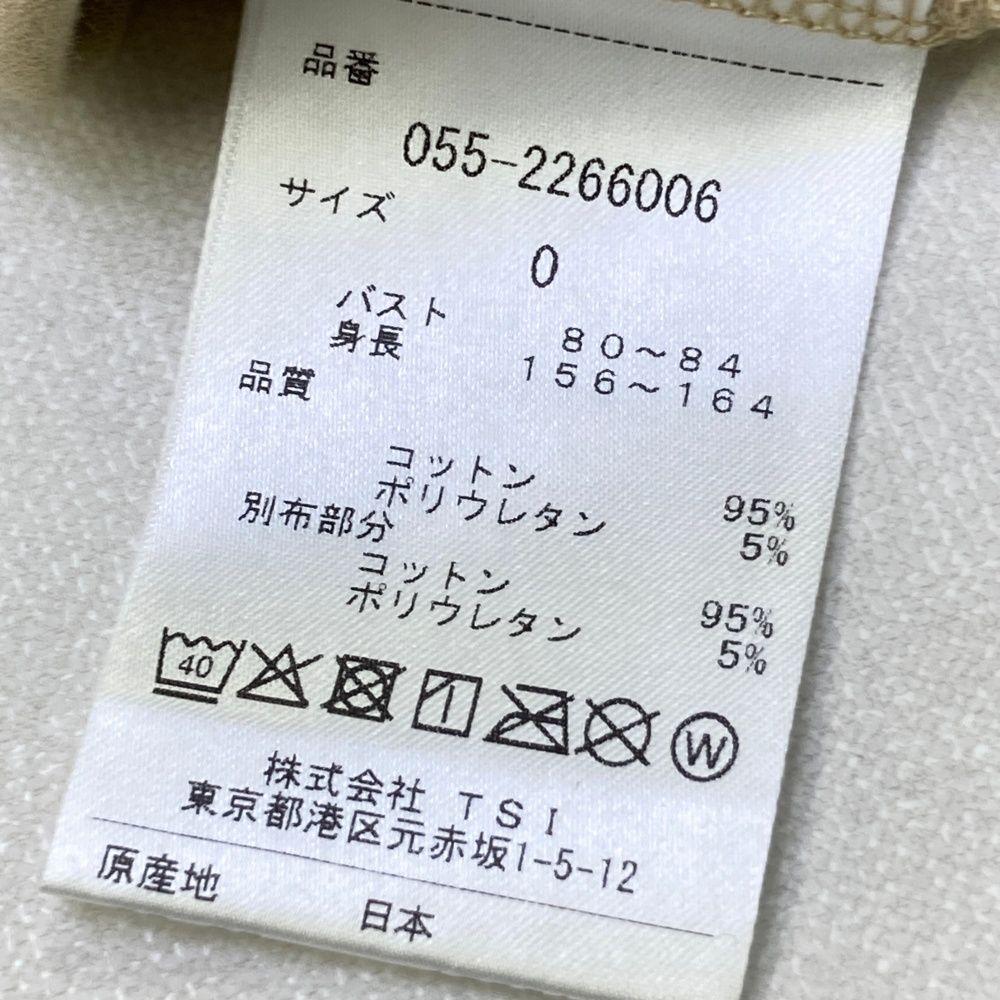 品番
055-2266006
サイズ
0
バスト 80～84
身長 156～164
品質
コットン 95%
ポリウレタン 5%
別布部分
コットン 95%
ポリウレタン 5%
40 W
株式会社 TSI
東京都港区元赤坂1-5-12
原産地 日本